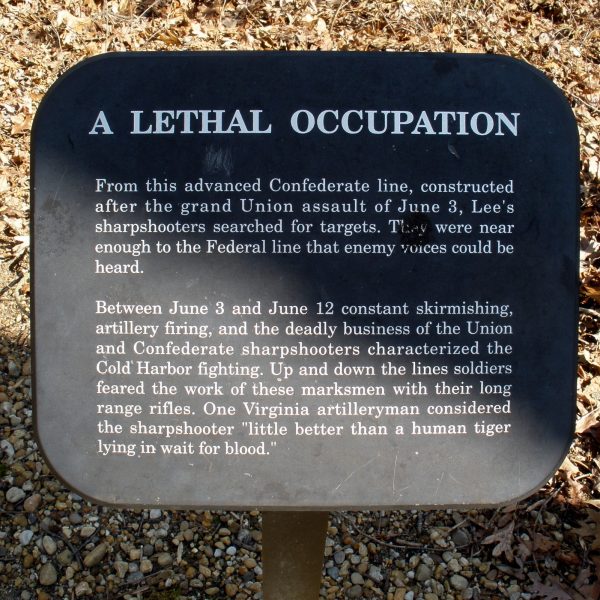 A LETHAL OCCUPATION
From this advanced Confederate line, constructed
after the grand Union assault of June 3, Lee's
sharpshooters searched for targets. They were near
enough to the Federal line that enemy voices could be
heard.
Between June 3 and June 12 constant skirmishing,
artillery firing, and the deadly business of the Union
and Confederate sharpshooters characterized the
Cold Harbor fighting. Up and down the lines soldiers
feared the work of these marksmen with their long
range rifles. One Virginia artilleryman considered
the sharpshooter "little better than a human tiger
lying in wait for blood."